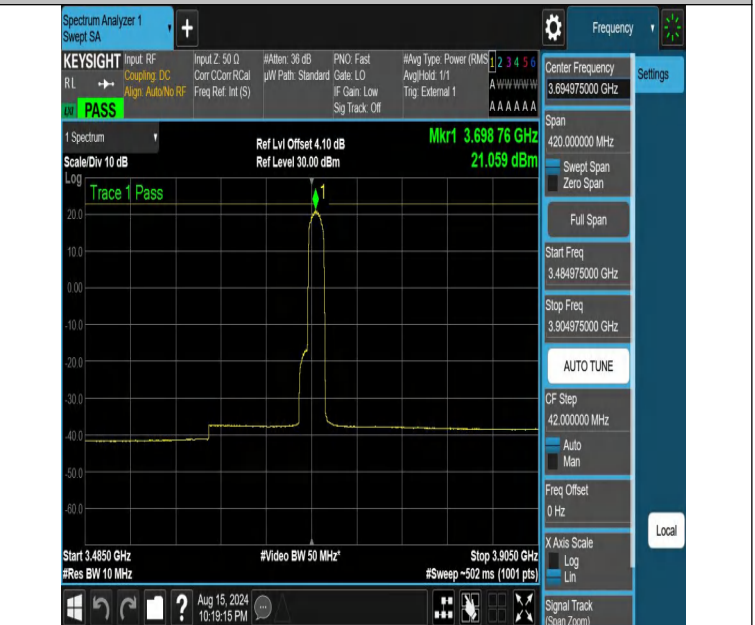 Spectrum Analyzer 1
Swept SA
+
Frequency
KEYSIGHT
RL
PASS
Input: RF
Coupling: DC
Align: Auto/No RF
Input Z: 50 Ω
Corr CCorr RCal
Freq Ref: Int (S)
#Atten: 36 dB
µW Path: Standard
PNO: Fast
Gate: LO
IF Gain: Low
Sig Track: Off
#Avg Type: Power (RMS
Avg|Hold: 1/1
Trig: External 1
1 2 3 4 5 6
A W W W W W
A A A A A A
1 Spectrum
Scale/Div 10 dB
Ref Lvl Offset 4.10 dB
Ref Level 30.00 dBm
Mkr1 3.698 76 GHz
21.059 dBm
Log
Trace 1 Pass
1
20.0
10.0
0.00
-10.0
-20.0
-30.0
-40.0
-50.0
-60.0
Start 3.4850 GHz
#Res BW 10 MHz
#Video BW 50 MHz*
Stop 3.9050 GHz
#Sweep ~502 ms (1001 pts)
?
Aug 15, 2024
10:19:15 PM
Center Frequency
3.694975000 GHz
Settings
Span
420.000000 MHz
Swept Span
Zero Span
Full Span
Start Freq
3.484975000 GHz
Stop Freq
3.904975000 GHz
AUTO TUNE
CF Step
42.000000 MHz
Auto
Man
Freq Offset
0 Hz
X Axis Scale
Log
Lin
Local
Signal Track
(Span Zoom)